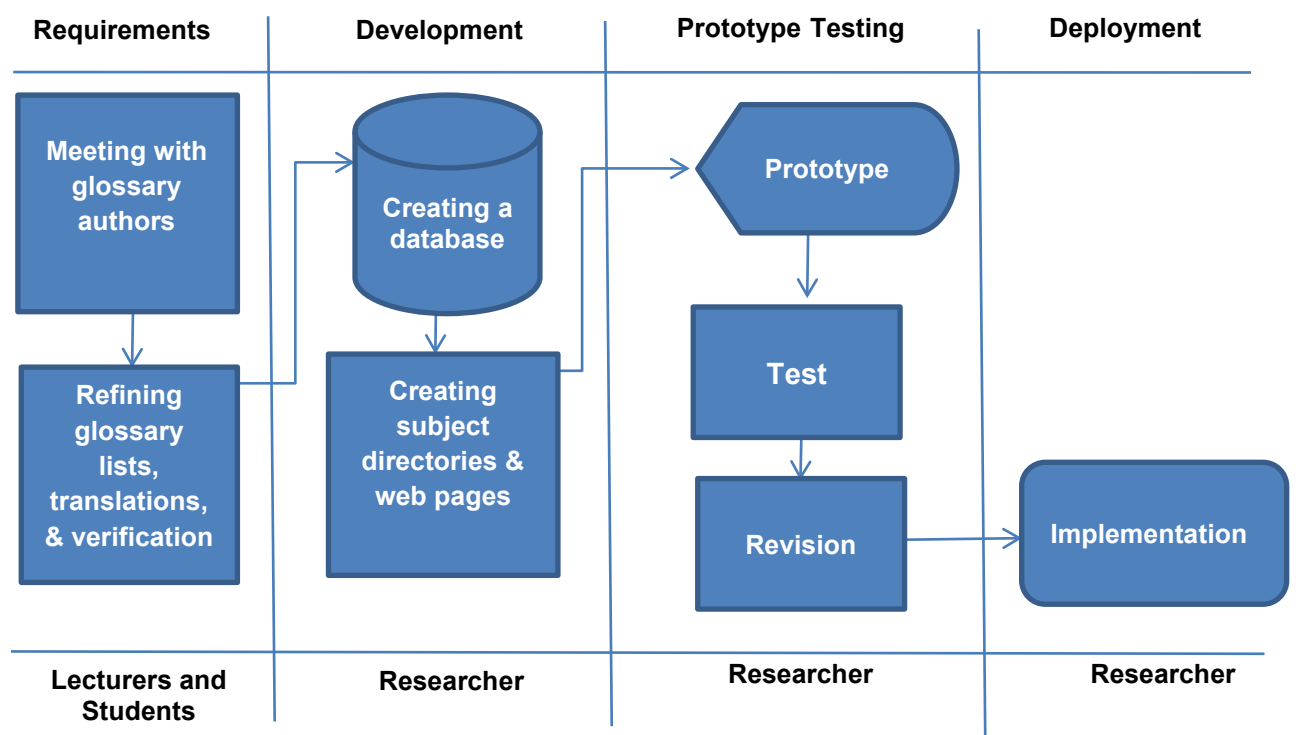 Requirements
Development
Prototype Testing
Deployment
Meeting with
glossary
authors
Refining
glossary
lists,
translations,
& verification
Creating a
database
Creating
subject
directories &
web pages
Prototype
Test
Revision
Implementation
Lecturers and
Students
Researcher
Researcher
Researcher